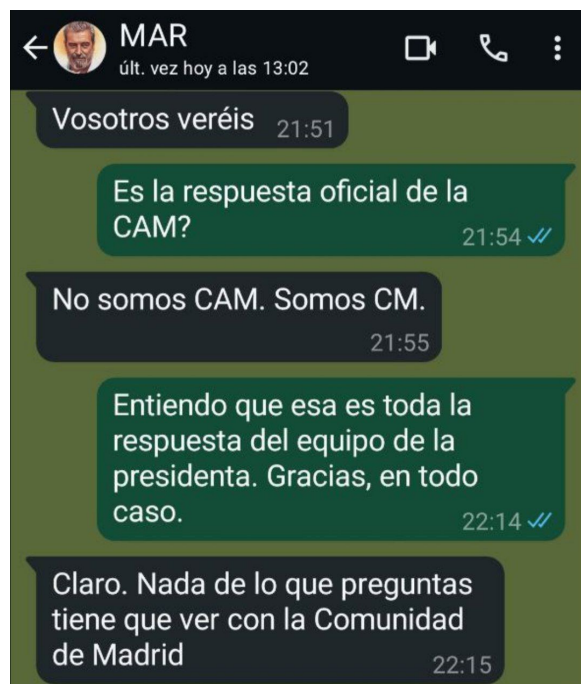 MAR
últ. vez hoy a las 13:02
Vosotros veréis 21:51
Es la respuesta oficial de la
CAM? 21:54
No somos CAM. Somos CM.
21:55
Entiendo que esa es toda la
respuesta del equipo de la
presidenta. Gracias, en todo
caso. 22:14
Claro. Nada de lo que preguntas
tiene que ver con la Comunidad
de Madrid 22:15